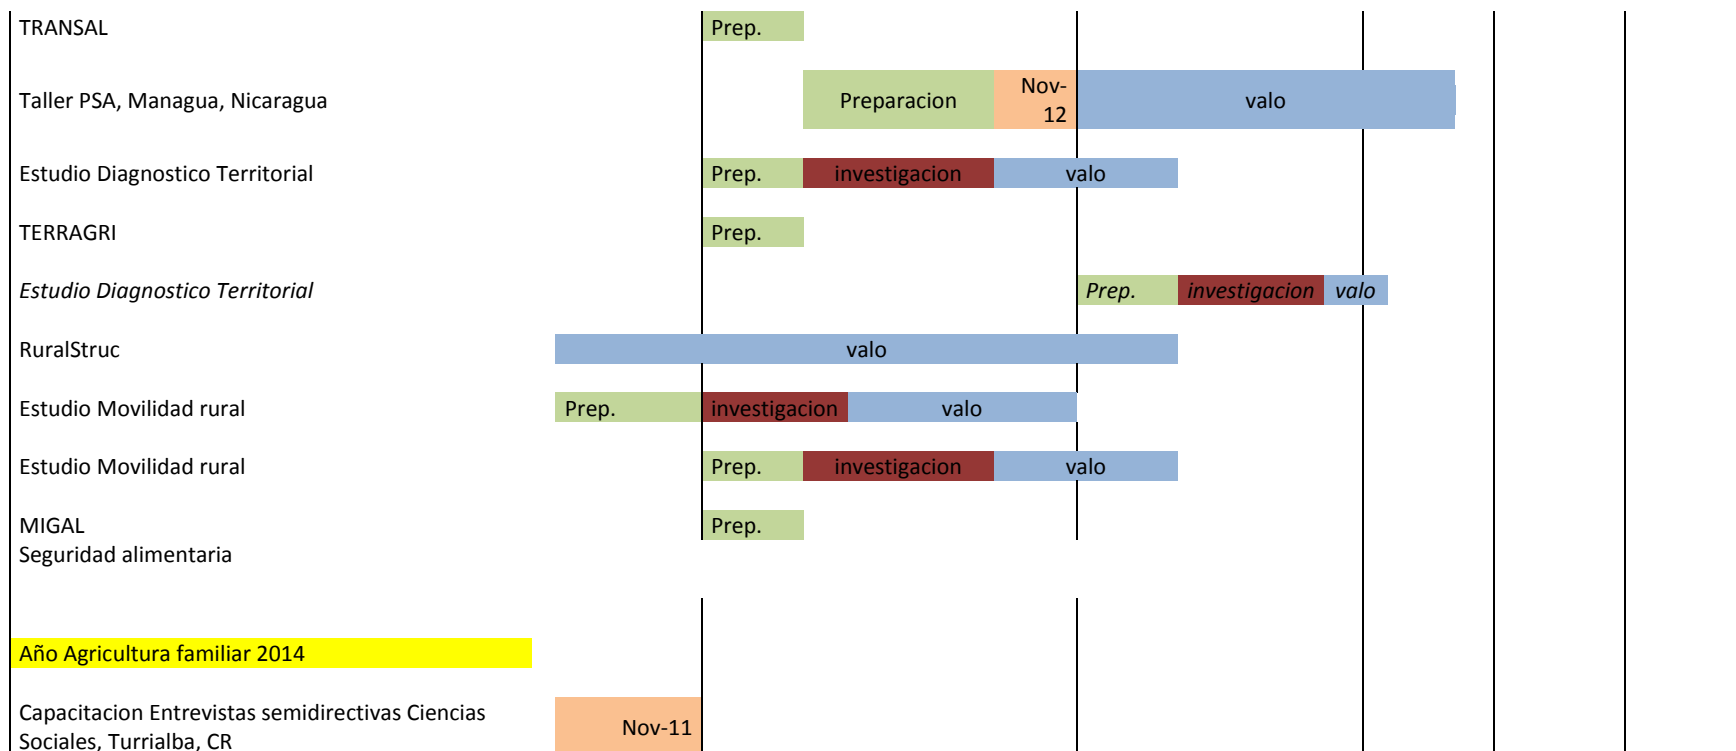 TRANSAL Prep.
Taller PSA, Managua, Nicaragua Preparacion Nov-
12 valo
Estudio Diagnostico Territorial Prep. investigacion valo
TERRAGRI Prep.
Estudio Diagnostico Territorial Prep. investigacion valo
RuralStruc valo
Estudio Movilidad rural Prep. investigacion valo
Estudio Movilidad rural Prep. investigacion valo
MIGAL Prep.
Seguridad alimentaria
Año Agricultura familiar 2014
Capacitacion Entrevistas semidirectivas Ciencias
Sociales, Turrialba, CR Nov-11